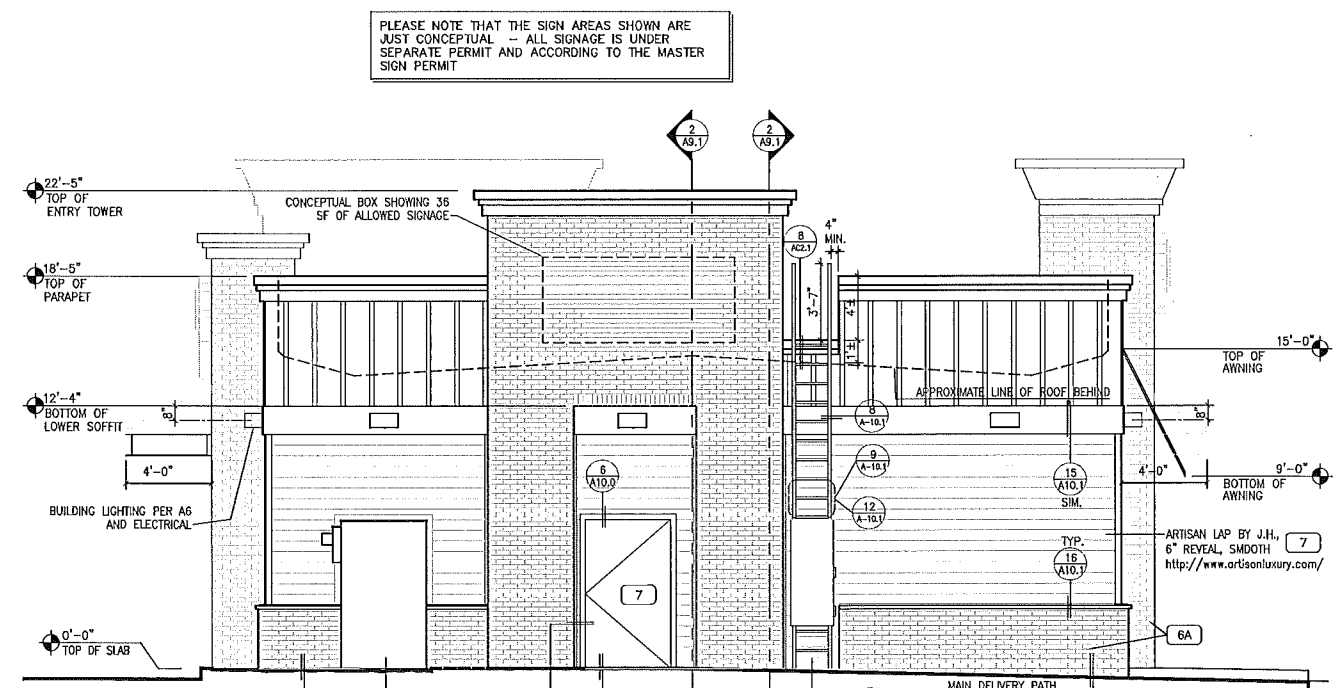 PLEASE NOTE THAT THE SIGN AREAS SHOWN ARE
JUST CONCEPTUAL - ALL SIGNAGE IS UNDER
SEPARATE PERMIT AND ACCORDING TO THE MASTER
SIGN PERMIT
2
A9.1
2
A9.1
22'-5"
TOP OF
ENTRY TOWER
CONCEPTUAL BOX SHOWING 36
SF OF ALLOWED SIGNAGE
8
AC2.1
4"
MIN.
18'-5"
TOP OF
PARAPET
3'-7"
4'±
1'±
15'-0"
TOP OF
AWNING
12'-4"
BOTTOM OF
LOWER SOFFIT
8"
APPROXIMATE LINE OF ROOF BEHIND
8"
8
A-10.1
4'-0"
6
A10.0
9
A-10.1
15
A10.1
SIM.
4'-0"
9'-0"
BOTTOM OF
AWNING
BUILDING LIGHTING PER A6
AND ELECTRICAL
12
A-10.1
ARTISAN LAP BY J.H.,
6" REVEAL, SMOOTH
7
http://www.artisonluxury.com/
TYP.
16
A10.1
7
0'-0"
TOP OF SLAB
6A
MAIN DELIVERY PATH